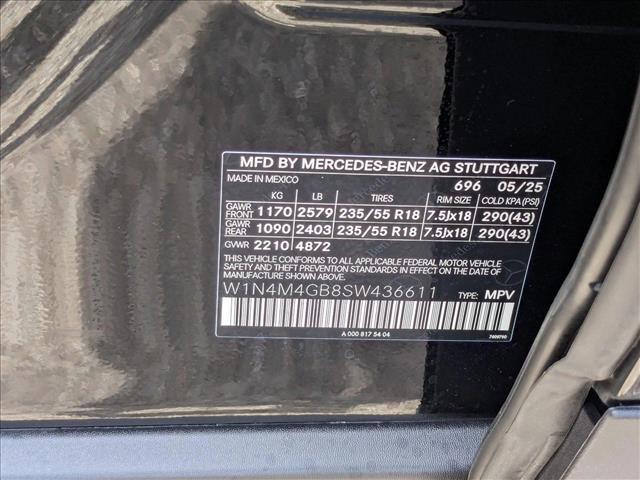 MFD BY MERCEDES-BENZ AG STUTTGART
MADE IN MEXICO 696 05/25
KG LB TIRES RIM SIZE COLD KPA (PSI)
GAWR FRONT 1170 2579 235/55 R18 7.5Jx18 290(43)
GAWR REAR 1090 2403 235/55 R18 7.5Jx18 290(43)
GVWR 2210 4872
THIS VEHICLE CONFORMS TO ALL APPLICABLE FEDERAL MOTOR VEHICLE
SAFETY AND THEFT PREVENTION STANDARDS IN EFFECT ON THE DATE OF
MANUFACTURE SHOWN ABOVE.
W1N4M4GB8SW436611 TYPE: MPV
A 000 817 54 04